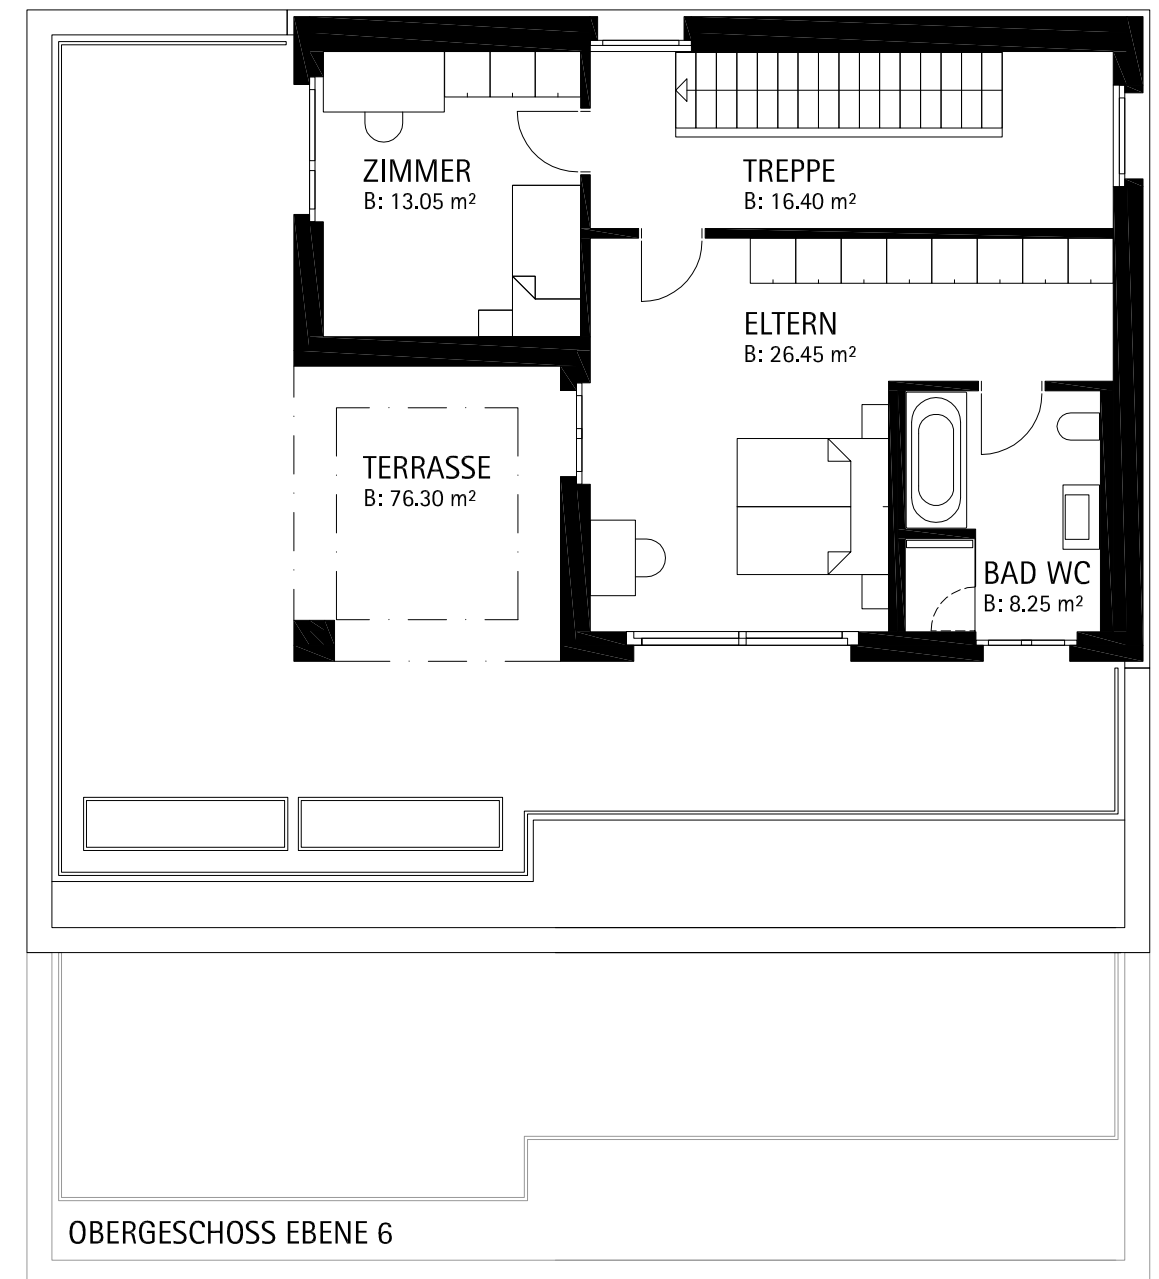 ZIMMER
B: 13.05 m²
TREPPE
B: 16.40 m²
ELTERN
B: 26.45 m²
TERRASSE
B: 76.30 m²
BAD WC
B: 8.25 m²
OBERGESCHOSS EBENE 6